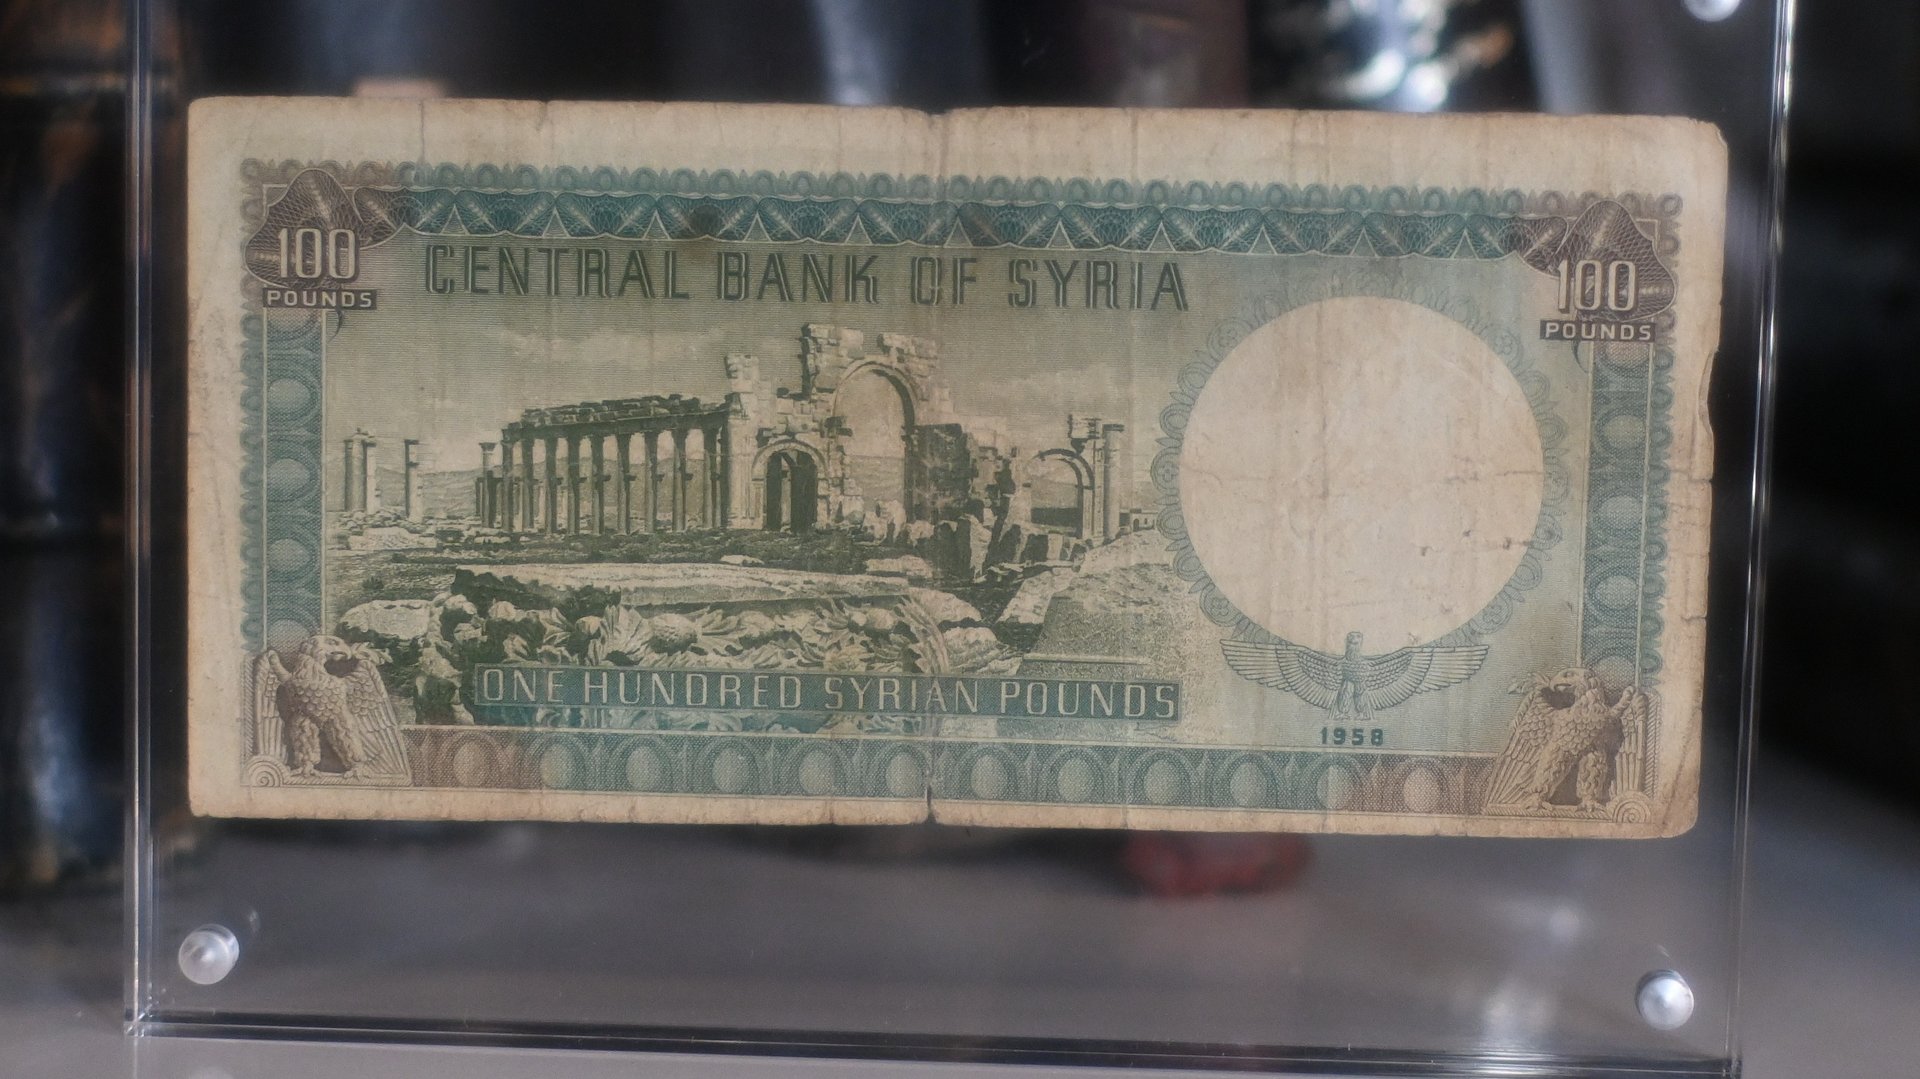 100
POUNDS
CENTRAL BANK OF SYRIA
100
POUNDS
ONE HUNDRED SYRIAN POUNDS
1958